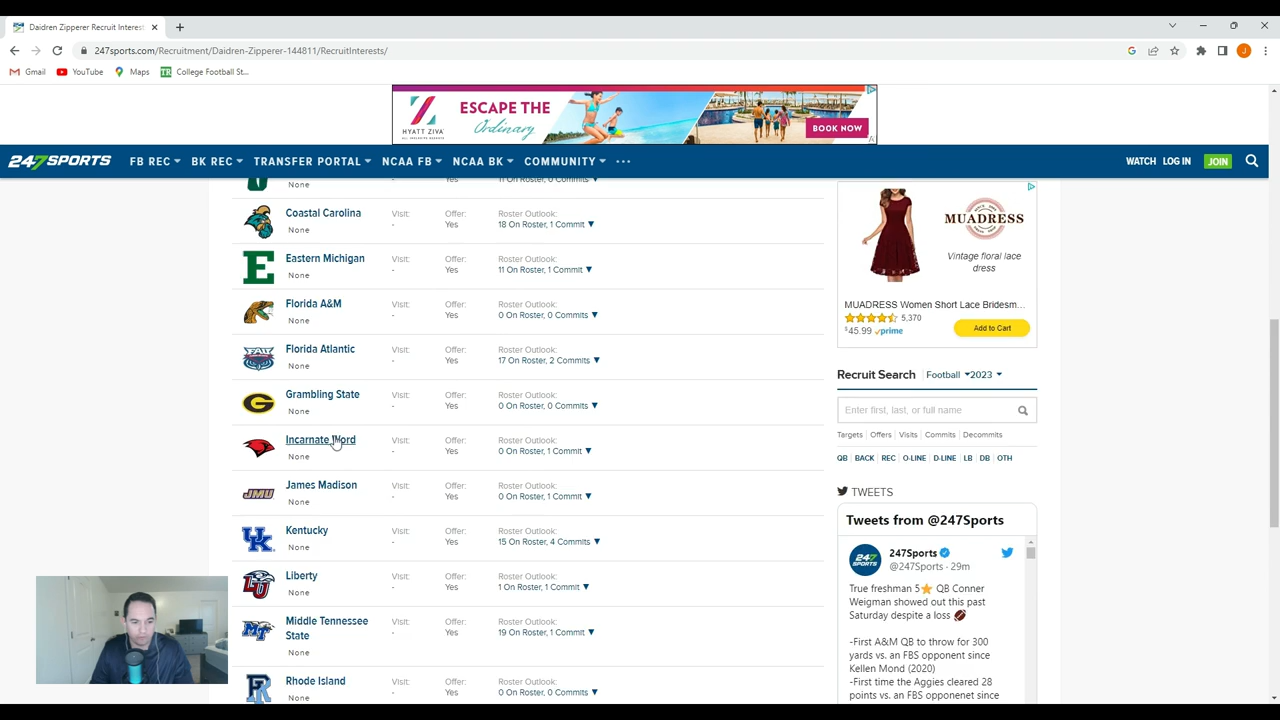 Daidren Zipperer Recruit Interest
247sports.com/Recruitment/Daidren-Zipperer-144811/RecruitInterests/
Gmail YouTube Maps College Football St...
HYATT ZIVA
ESCAPE THE
Ordinary
BOOK NOW
247SPORTS FB REC BK REC TRANSFER PORTAL NCAA FB NCAA BK COMMUNITY WATCH LOG IN JOIN
None Yes 11 On Roster, 0 Commits
Coastal Carolina Visit: Offer: Roster Outlook:
- Yes 18 On Roster, 1 Commit
None
Eastern Michigan Visit: Offer: Roster Outlook:
- Yes 11 On Roster, 1 Commit
None
Florida A&M Visit: Offer: Roster Outlook:
- Yes 0 On Roster, 0 Commits
None
Florida Atlantic Visit: Offer: Roster Outlook:
- Yes 17 On Roster, 2 Commits
None
Grambling State Visit: Offer: Roster Outlook:
- Yes 0 On Roster, 0 Commits
None
Incarnate Word Visit: Offer: Roster Outlook:
- Yes 0 On Roster, 1 Commit
None
James Madison Visit: Offer: Roster Outlook:
- Yes 0 On Roster, 1 Commit
None
Kentucky Visit: Offer: Roster Outlook:
- Yes 15 On Roster, 4 Commits
None
Liberty Visit: Offer: Roster Outlook:
- Yes 1 On Roster, 1 Commit
None
Middle Tennessee Visit: Offer: Roster Outlook:
State - Yes 19 On Roster, 1 Commit
None
Rhode Island Visit: Offer: Roster Outlook:
- Yes 0 On Roster, 0 Commits
MUADRESS
Vintage floral lace
dress
MUADRESS Women Short Lace Bridesm...
5,370
$45.99 prime Add to Cart
Recruit Search Football 2023
Enter first, last, or full name
Targets Offers Visits Commits Decommits
QB BACK REC O-LINE D-LINE LB DB OTH
TWEETS
Tweets from @247Sports
247Sports
@247Sports · 29m
True freshman 5⭐ QB Conner
Weigman showed out this past
Saturday despite a loss 🏈
-First A&M QB to throw for 300
yards vs. an FBS opponent since
Kellen Mond (2020)
-First time the Aggies cleared 28
points vs. an FBS opponenet since